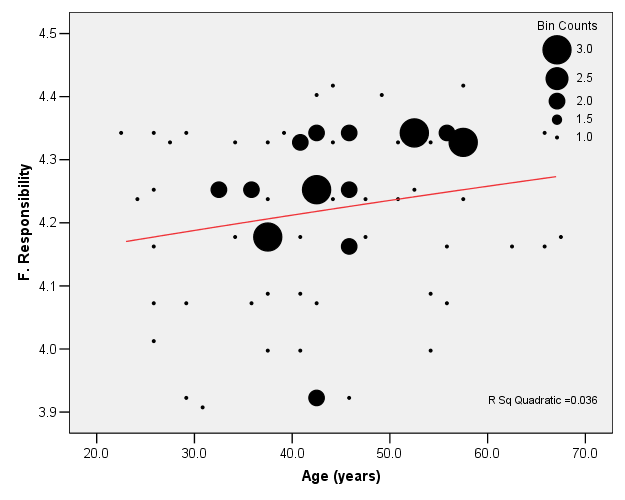 Bin Counts
3.0
2.5
2.0
1.5
1.0
4.5
4.4
4.3
4.2
4.1
4.0
3.9
F. Responsibility
R Sq Quadratic =0.036
20.0 30.0 40.0 50.0 60.0 70.0
Age (years)